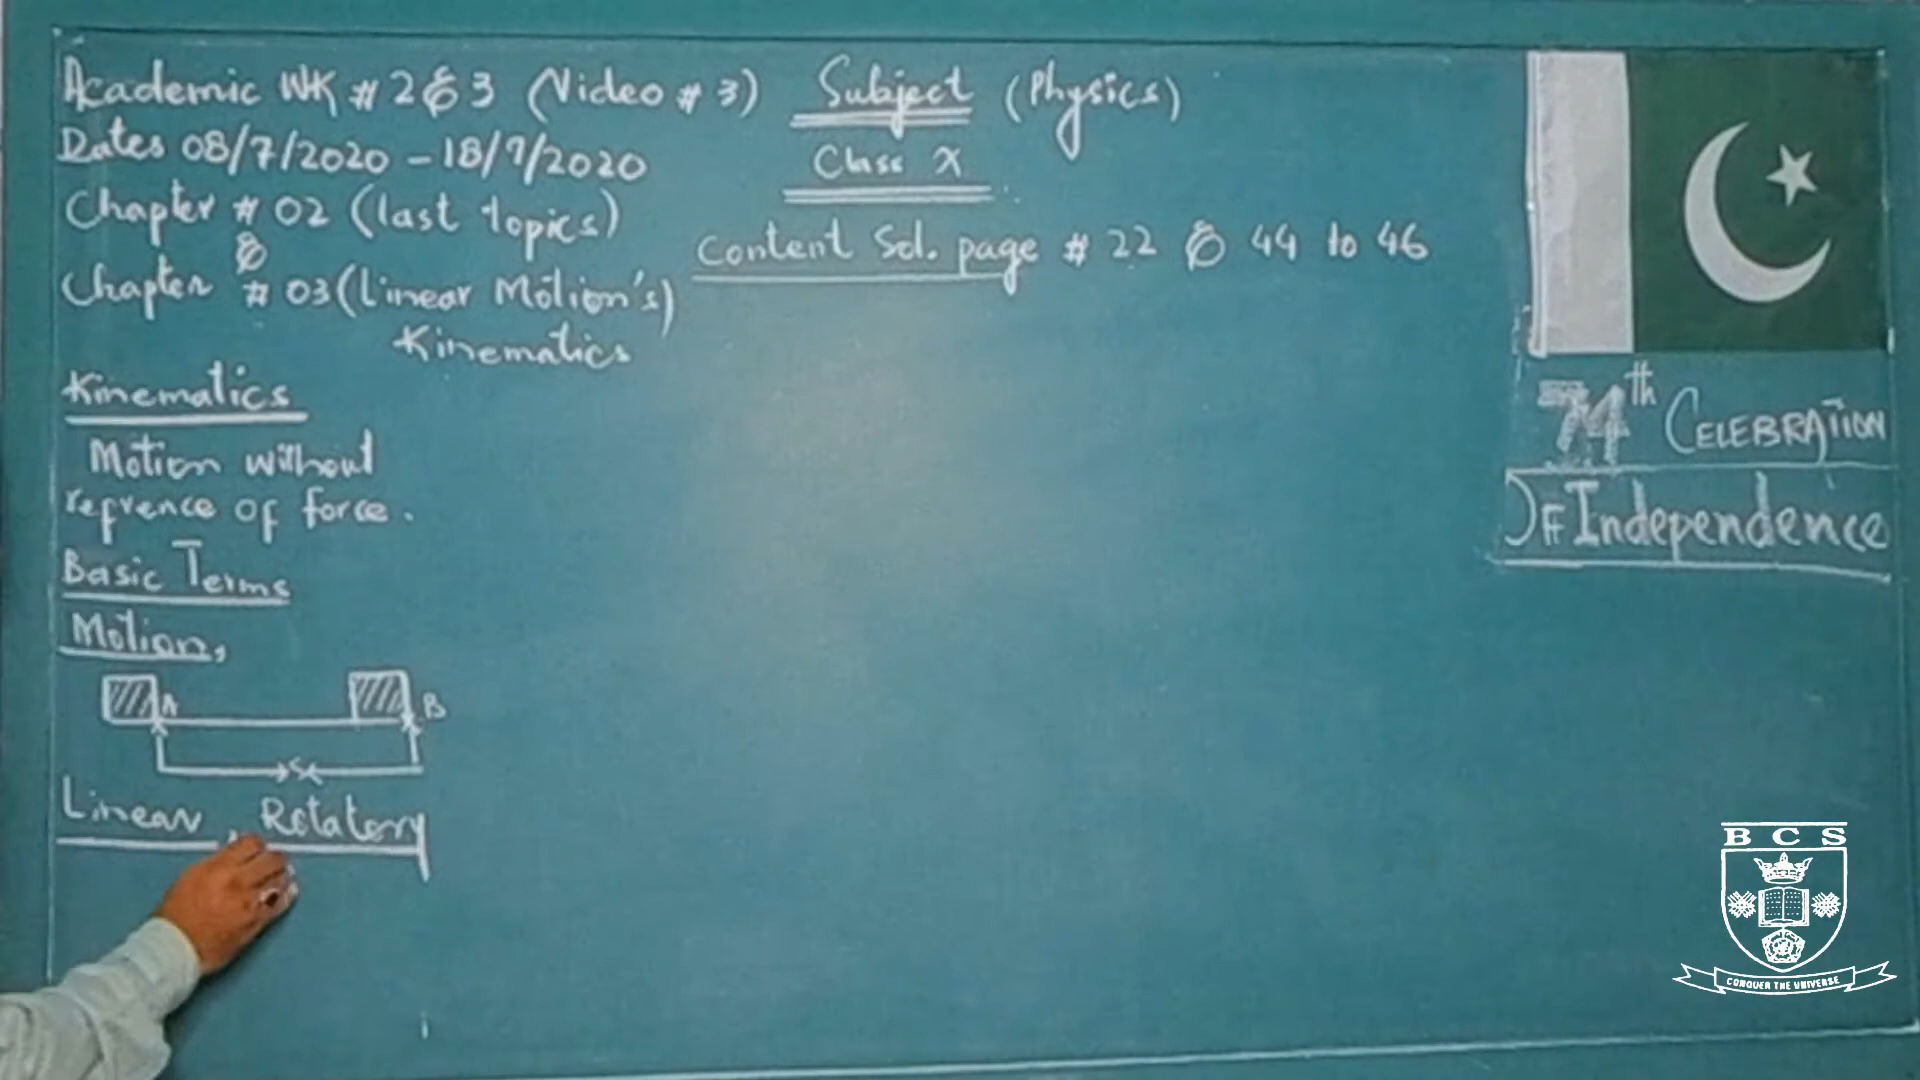 Academic WK # 2 & 3 (Video # 3)
Dates 08/7/2020 - 18/7/2020
Chapter # 02 (last topics)
&
Chapter # 03 (Linear Motion's)
Kinematics
Subject (Physics)
Class X
Content Scl. page # 22 & 44 to 46
Kinematics
Motion without
refrence of force.
Basic Terms
Motion,
A B
S
Linear, Rotatory
74th CELEBRATION
OF Independence
BCS
CONQUER THE UNIVERSE